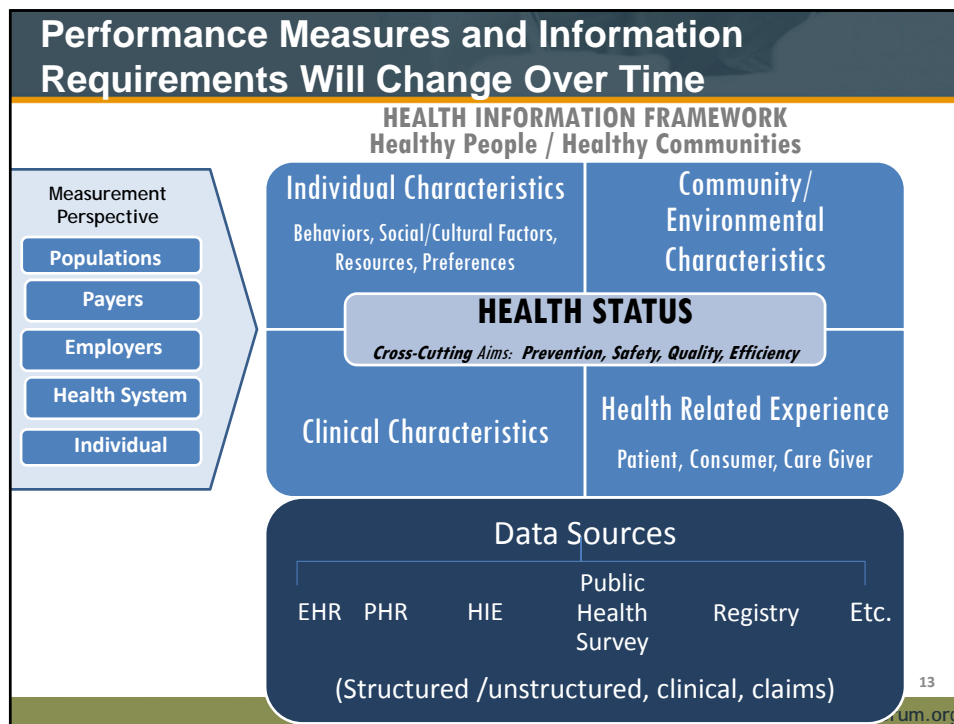 Performance Measures and Information
Requirements Will Change Over Time
HEALTH INFORMATION FRAMEWORK
Healthy People / Healthy Communities
Measurement
Perspective
Populations
Payers
Employers
Health System
Individual
Individual Characteristics
Behaviors, Social/Cultural Factors,
Resources, Preferences
Community/
Environmental
Characteristics
HEALTH STATUS
Cross-Cutting Aims: Prevention, Safety, Quality, Efficiency
Clinical Characteristics
Health Related Experience
Patient, Consumer, Care Giver
Data Sources
EHR PHR HIE Public Health Survey Registry Etc.
(Structured /unstructured, clinical, claims)
13
rum.org